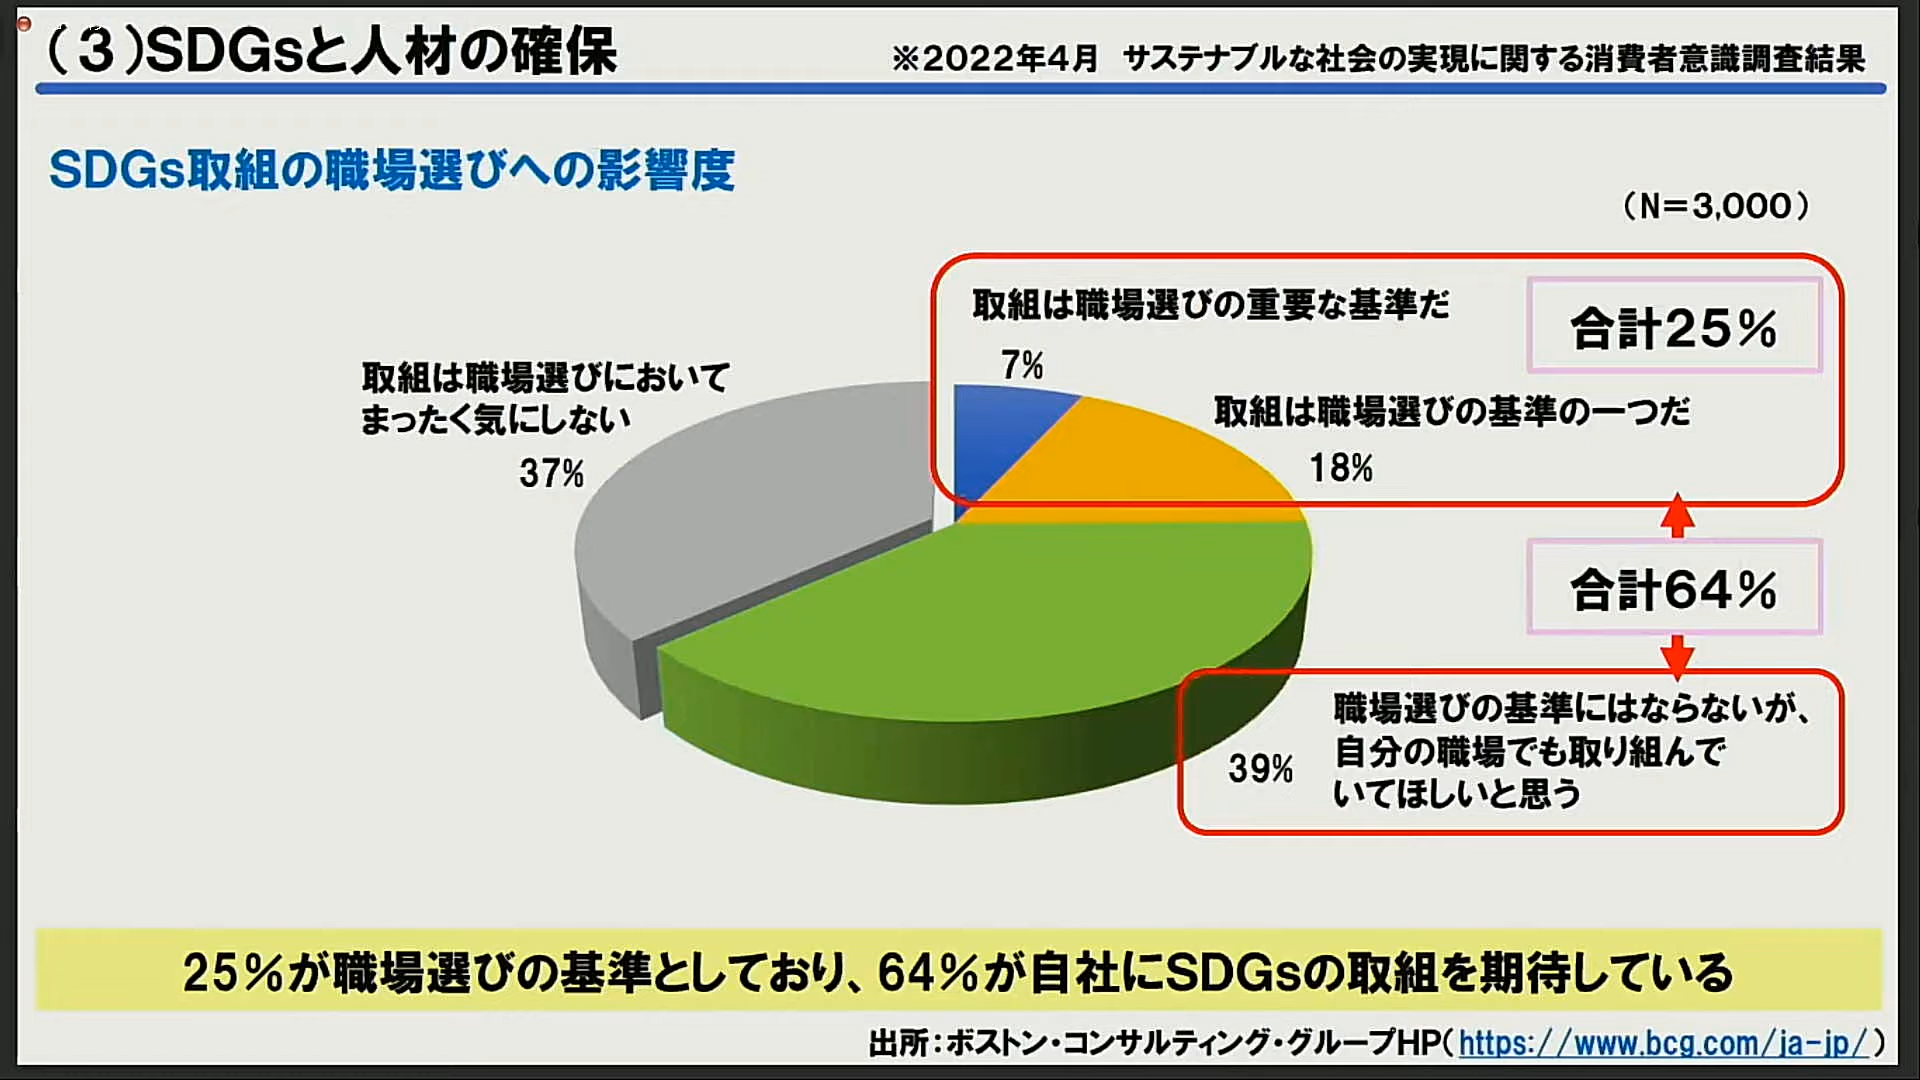 (３)SDGsと人材の確保
※2022年4月　サステナブルな社会の実現に関する消費者意識調査結果
SDGs取組の職場選びへの影響度
（N＝3,000）
取組は職場選びの重要な基準だ
7%
合計25％
取組は職場選びの基準の一つだ
18%
取組は職場選びにおいて
まったく気にしない
37%
合計64％
職場選びの基準にはならないが、
自分の職場でも取り組んで
いてほしいと思う
39%
25％が職場選びの基準としており、64％が自社にSDGsの取組を期待している
出所：ボストン・コンサルティング・グループHP(https://www.bcg.com/ja-jp/)